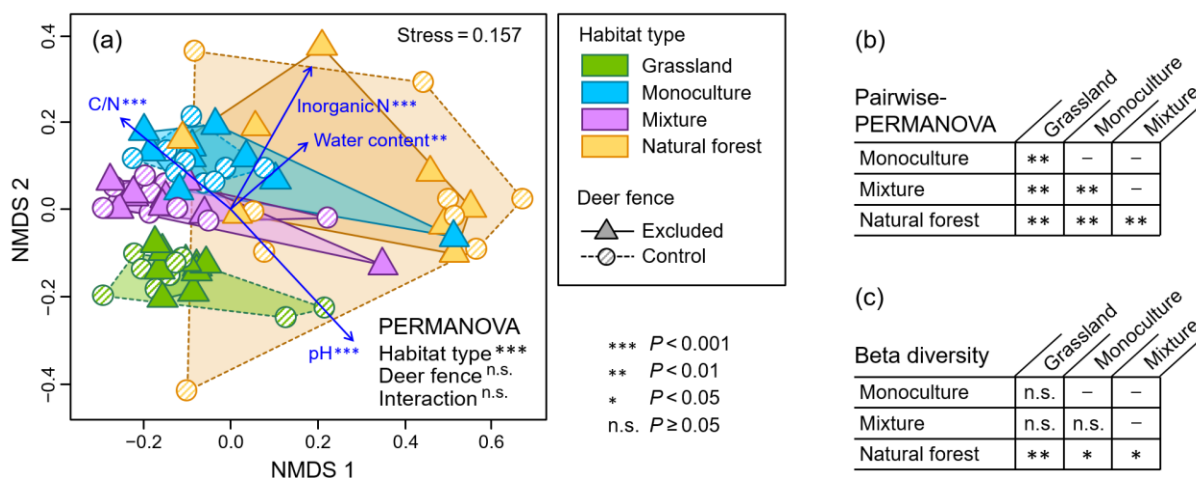 (a)
Stress = 0.157
C/N***
Inorganic N***
Water content**
pH***
PERMANOVA
Habitat type ***
Deer fence n.s.
Interaction n.s.
0.4
0.2
0.0
−0.2
−0.4
NMDS 2
−0.2 0.0 0.2 0.4 0.6
NMDS 1
Habitat type
Grassland
Monoculture
Mixture
Natural forest
Deer fence
Excluded
Control
*** P < 0.001
** P < 0.01
* P < 0.05
n.s. P ≥ 0.05
(b)
Pairwise-
PERMANOVA
Grassland Monoculture Mixture
Monoculture ** – –
Mixture ** ** –
Natural forest ** ** **
(c)
Beta diversity
Grassland Monoculture Mixture
Monoculture n.s. – –
Mixture n.s. n.s. –
Natural forest ** * *